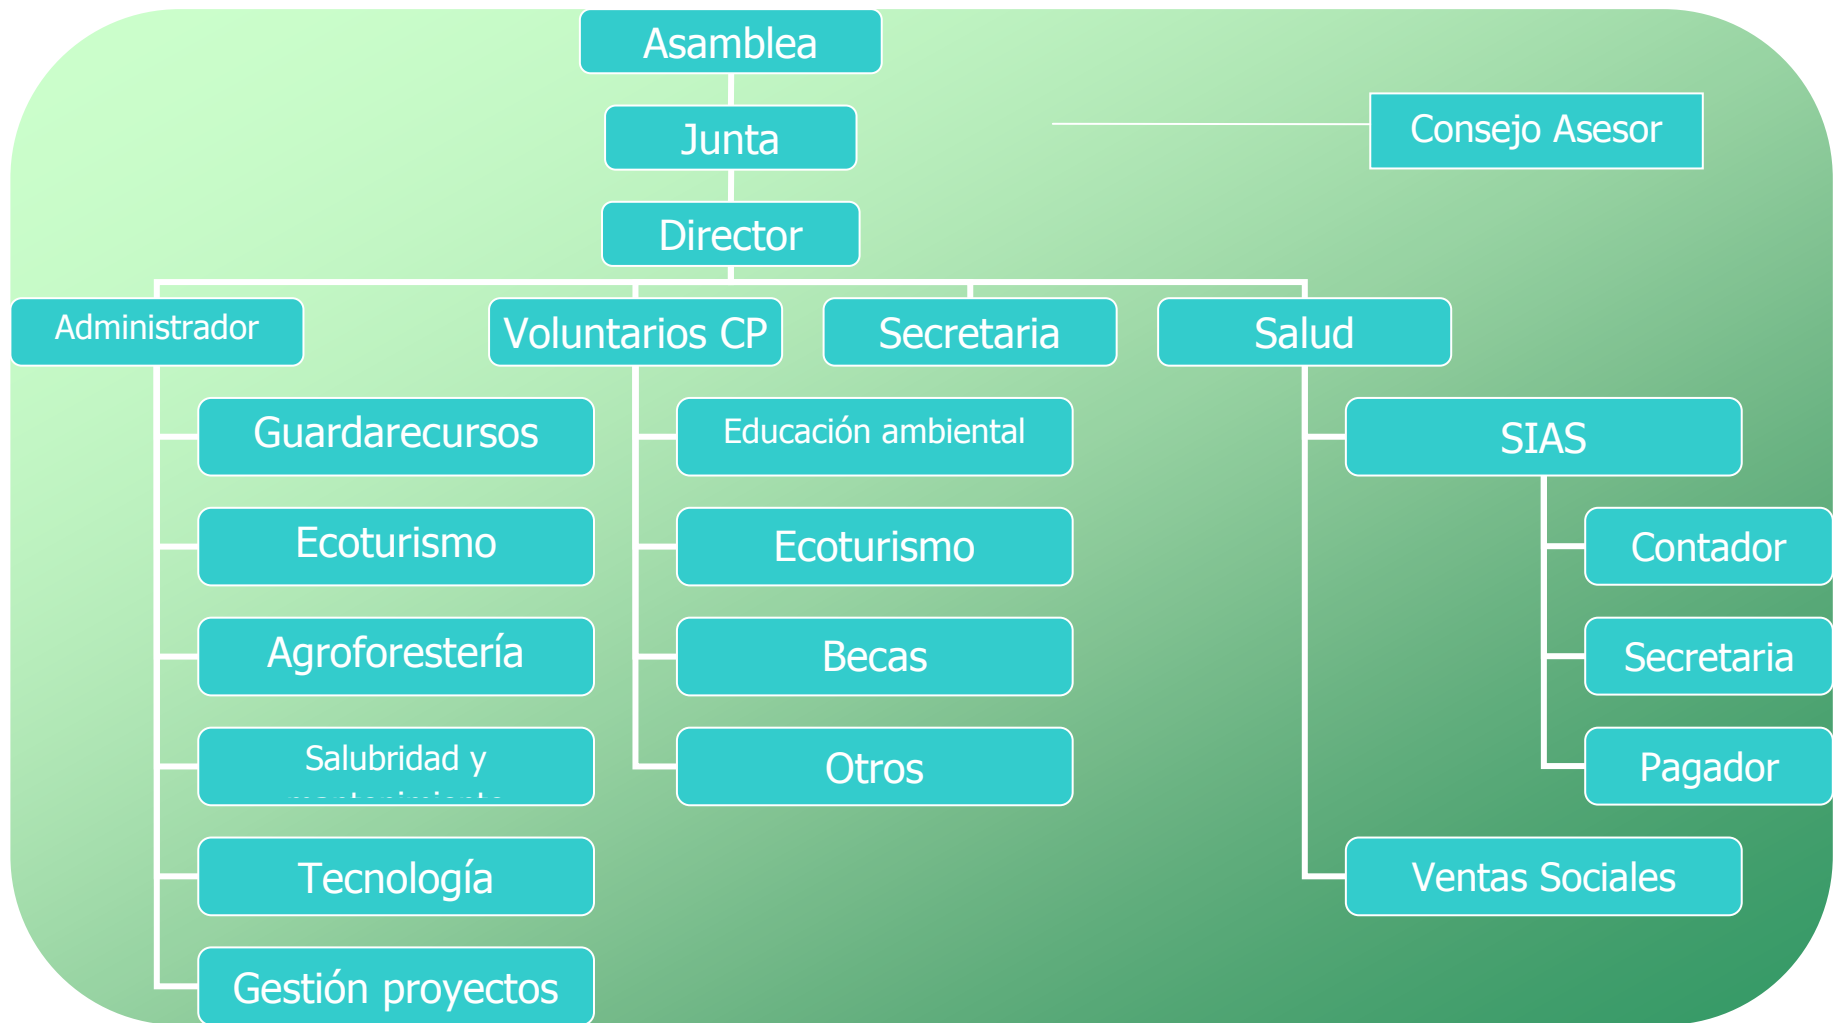 Asamblea
Consejo Asesor
Junta
Director
Administrador
Voluntarios CP
Secretaria
Salud
Guardarecursos
Educación ambiental
SIAS
Ecoturismo
Ecoturismo
Contador
Agroforestería
Becas
Secretaria
Salubridad y
Otros
Pagador
Tecnología
Ventas Sociales
Gestión proyectos